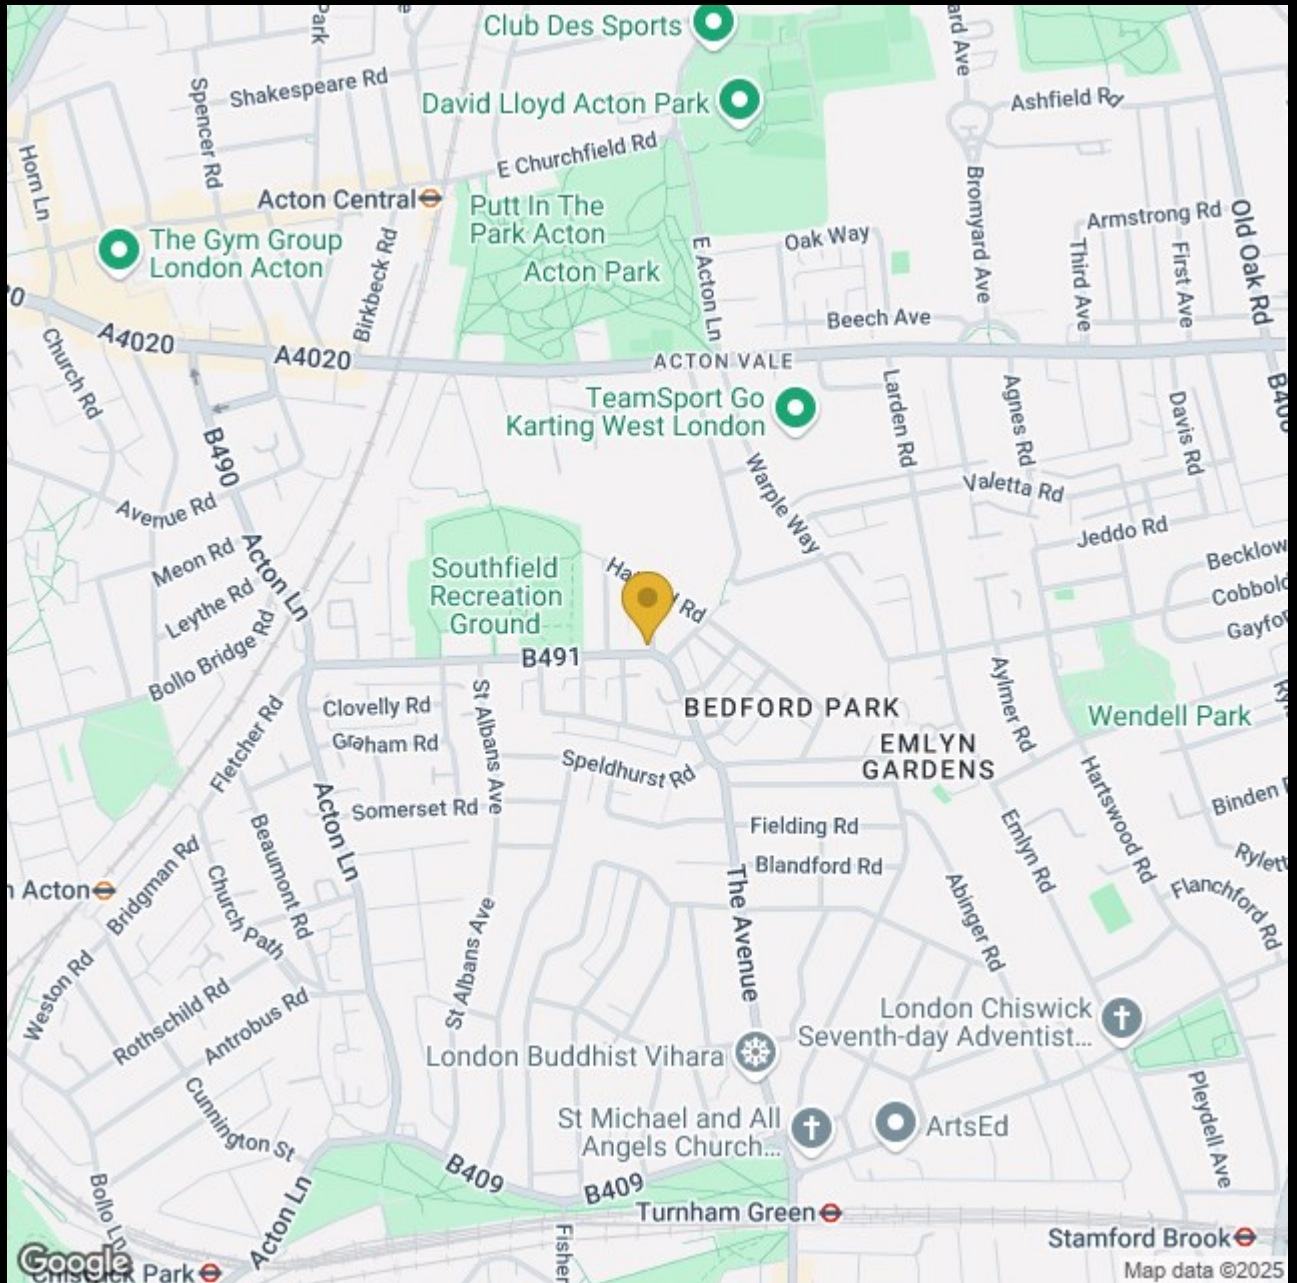 Club Des Sports
Park
Shakespeare Rd
David Lloyd Acton Park
Ashfield Rd
Spencer Rd
E Churchfield Rd
Horn Ln
Acton Central
Putt In The
Park Acton
Bromyard Ave
Armstrong Rd
Old Oak Rd
The Gym Group
London Acton
Birkbeck Rd
Acton Park
E Acton Ln
Oak Way
Third Ave
First Ave
Beech Ave
A4020
A4020
ACTON VALE
Church Rd
TeamSport Go
Karting West London
Larden Rd
Agnes Rd
Davis Rd
B490
Warple Way
Valetta Rd
Avenue Rd
Jeddo Rd
Meon Rd
Acton Ln
Southfield
Recreation
Ground
Becklow
Cobbold
Leythe Rd
Bollo Bridge Rd
Rd
B491
Aylmer Rd
Fletcher Rd
Clovelly Rd
St Albans Ave
BEDFORD PARK
Wendell Park
Graham Rd
EMLYN
GARDENS
Speldhurst Rd
Hartswood Rd
Acton Ln
Somerset Rd
Binden
Fielding Rd
Emlyn Rd
Beaumont Rd
Blandford Rd
Bridgman Rd
Church Path
The Avenue
Abinger Rd
Flanchford Rd
Acton
Weston Rd
St Albans Ave
Rothschild Rd
Antrobus Rd
London Chiswick
Seventh-day Adventist...
London Buddhist Vihara
Cunnington St
St Michael and All
Angels Church...
ArtsEd
Pleydell Ave
B409
B409
Bollo Ln
Acton Ln
Turnham Green
Stamford Brook
Google
Park
Map data ©2025